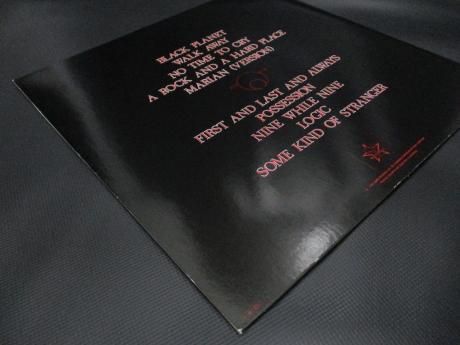 BLACK PLANET
WALK AWAY
NO TIME TO CRY
A ROCK AND A HARD PLACE
MARIAN (VERSION)
FIRST AND LAST AND ALWAYS
POSSESSION
NINE WHILE NINE
LOGIC
SOME KIND OF STRANGER